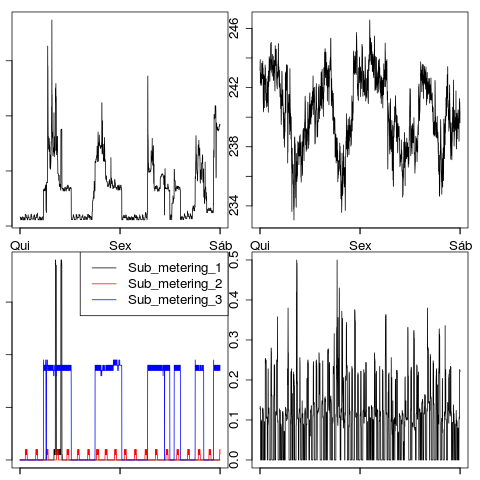 246
242
238
234
Qui Sex Sáb Qui Sex Sáb
Sub_metering_1
Sub_metering_2
Sub_metering_3
0.5
0.4
0.3
0.2
0.1
0.0